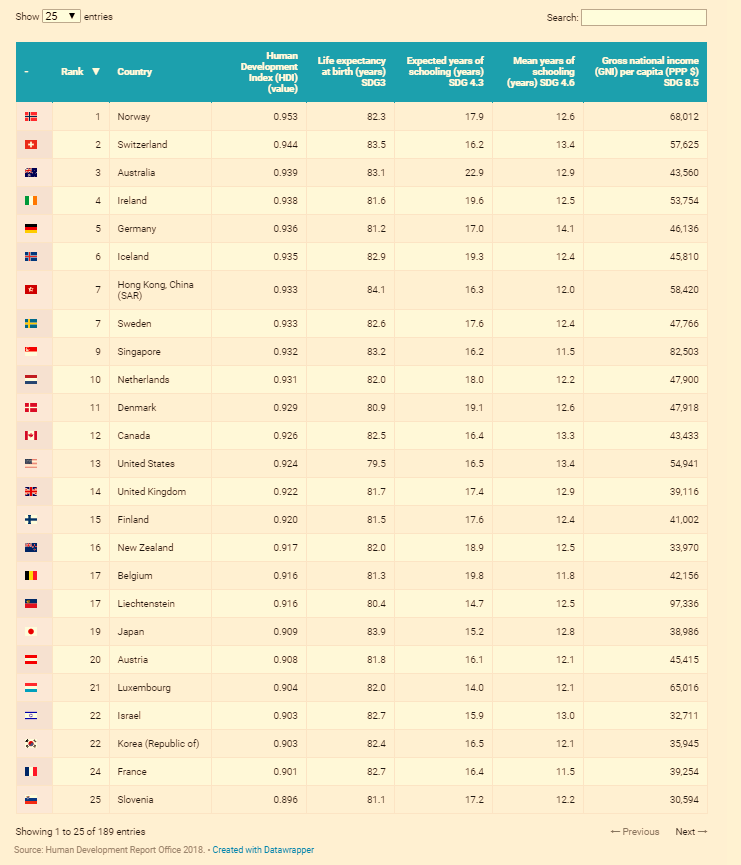 Show 25 ▼ entries Search:
- Rank ▼ Country Human Development Index (HDI) (value) Life expectancy at birth (years) SDG3 Expected years of schooling (years) SDG 4.3 Mean years of schooling (years) SDG 4.6 Gross national income (GNI) per capita (PPP $) SDG 8.5
1 Norway 0.953 82.3 17.9 12.6 68,012
2 Switzerland 0.944 83.5 16.2 13.4 57,625
3 Australia 0.939 83.1 22.9 12.9 43,560
4 Ireland 0.938 81.6 19.6 12.5 53,754
5 Germany 0.936 81.2 17.0 14.1 46,136
6 Iceland 0.935 82.9 19.3 12.4 45,810
7 Hong Kong, China (SAR) 0.933 84.1 16.3 12.0 58,420
7 Sweden 0.933 82.6 17.6 12.4 47,766
9 Singapore 0.932 83.2 16.2 11.5 82,503
10 Netherlands 0.931 82.0 18.0 12.2 47,900
11 Denmark 0.929 80.9 19.1 12.6 47,918
12 Canada 0.926 82.5 16.4 13.3 43,433
13 United States 0.924 79.5 16.5 13.4 54,941
14 United Kingdom 0.922 81.7 17.4 12.9 39,116
15 Finland 0.920 81.5 17.6 12.4 41,002
16 New Zealand 0.917 82.0 18.9 12.5 33,970
17 Belgium 0.916 81.3 19.8 11.8 42,156
17 Liechtenstein 0.916 80.4 14.7 12.5 97,336
19 Japan 0.909 83.9 15.2 12.8 38,986
20 Austria 0.908 81.8 16.1 12.1 45,415
21 Luxembourg 0.904 82.0 14.0 12.1 65,016
22 Israel 0.903 82.7 15.9 13.0 32,711
22 Korea (Republic of) 0.903 82.4 16.5 12.1 35,945
24 France 0.901 82.7 16.4 11.5 39,254
25 Slovenia 0.896 81.1 17.2 12.2 30,594
Showing 1 to 25 of 189 entries ← Previous Next →
Source: Human Development Report Office 2018. • Created with Datawrapper